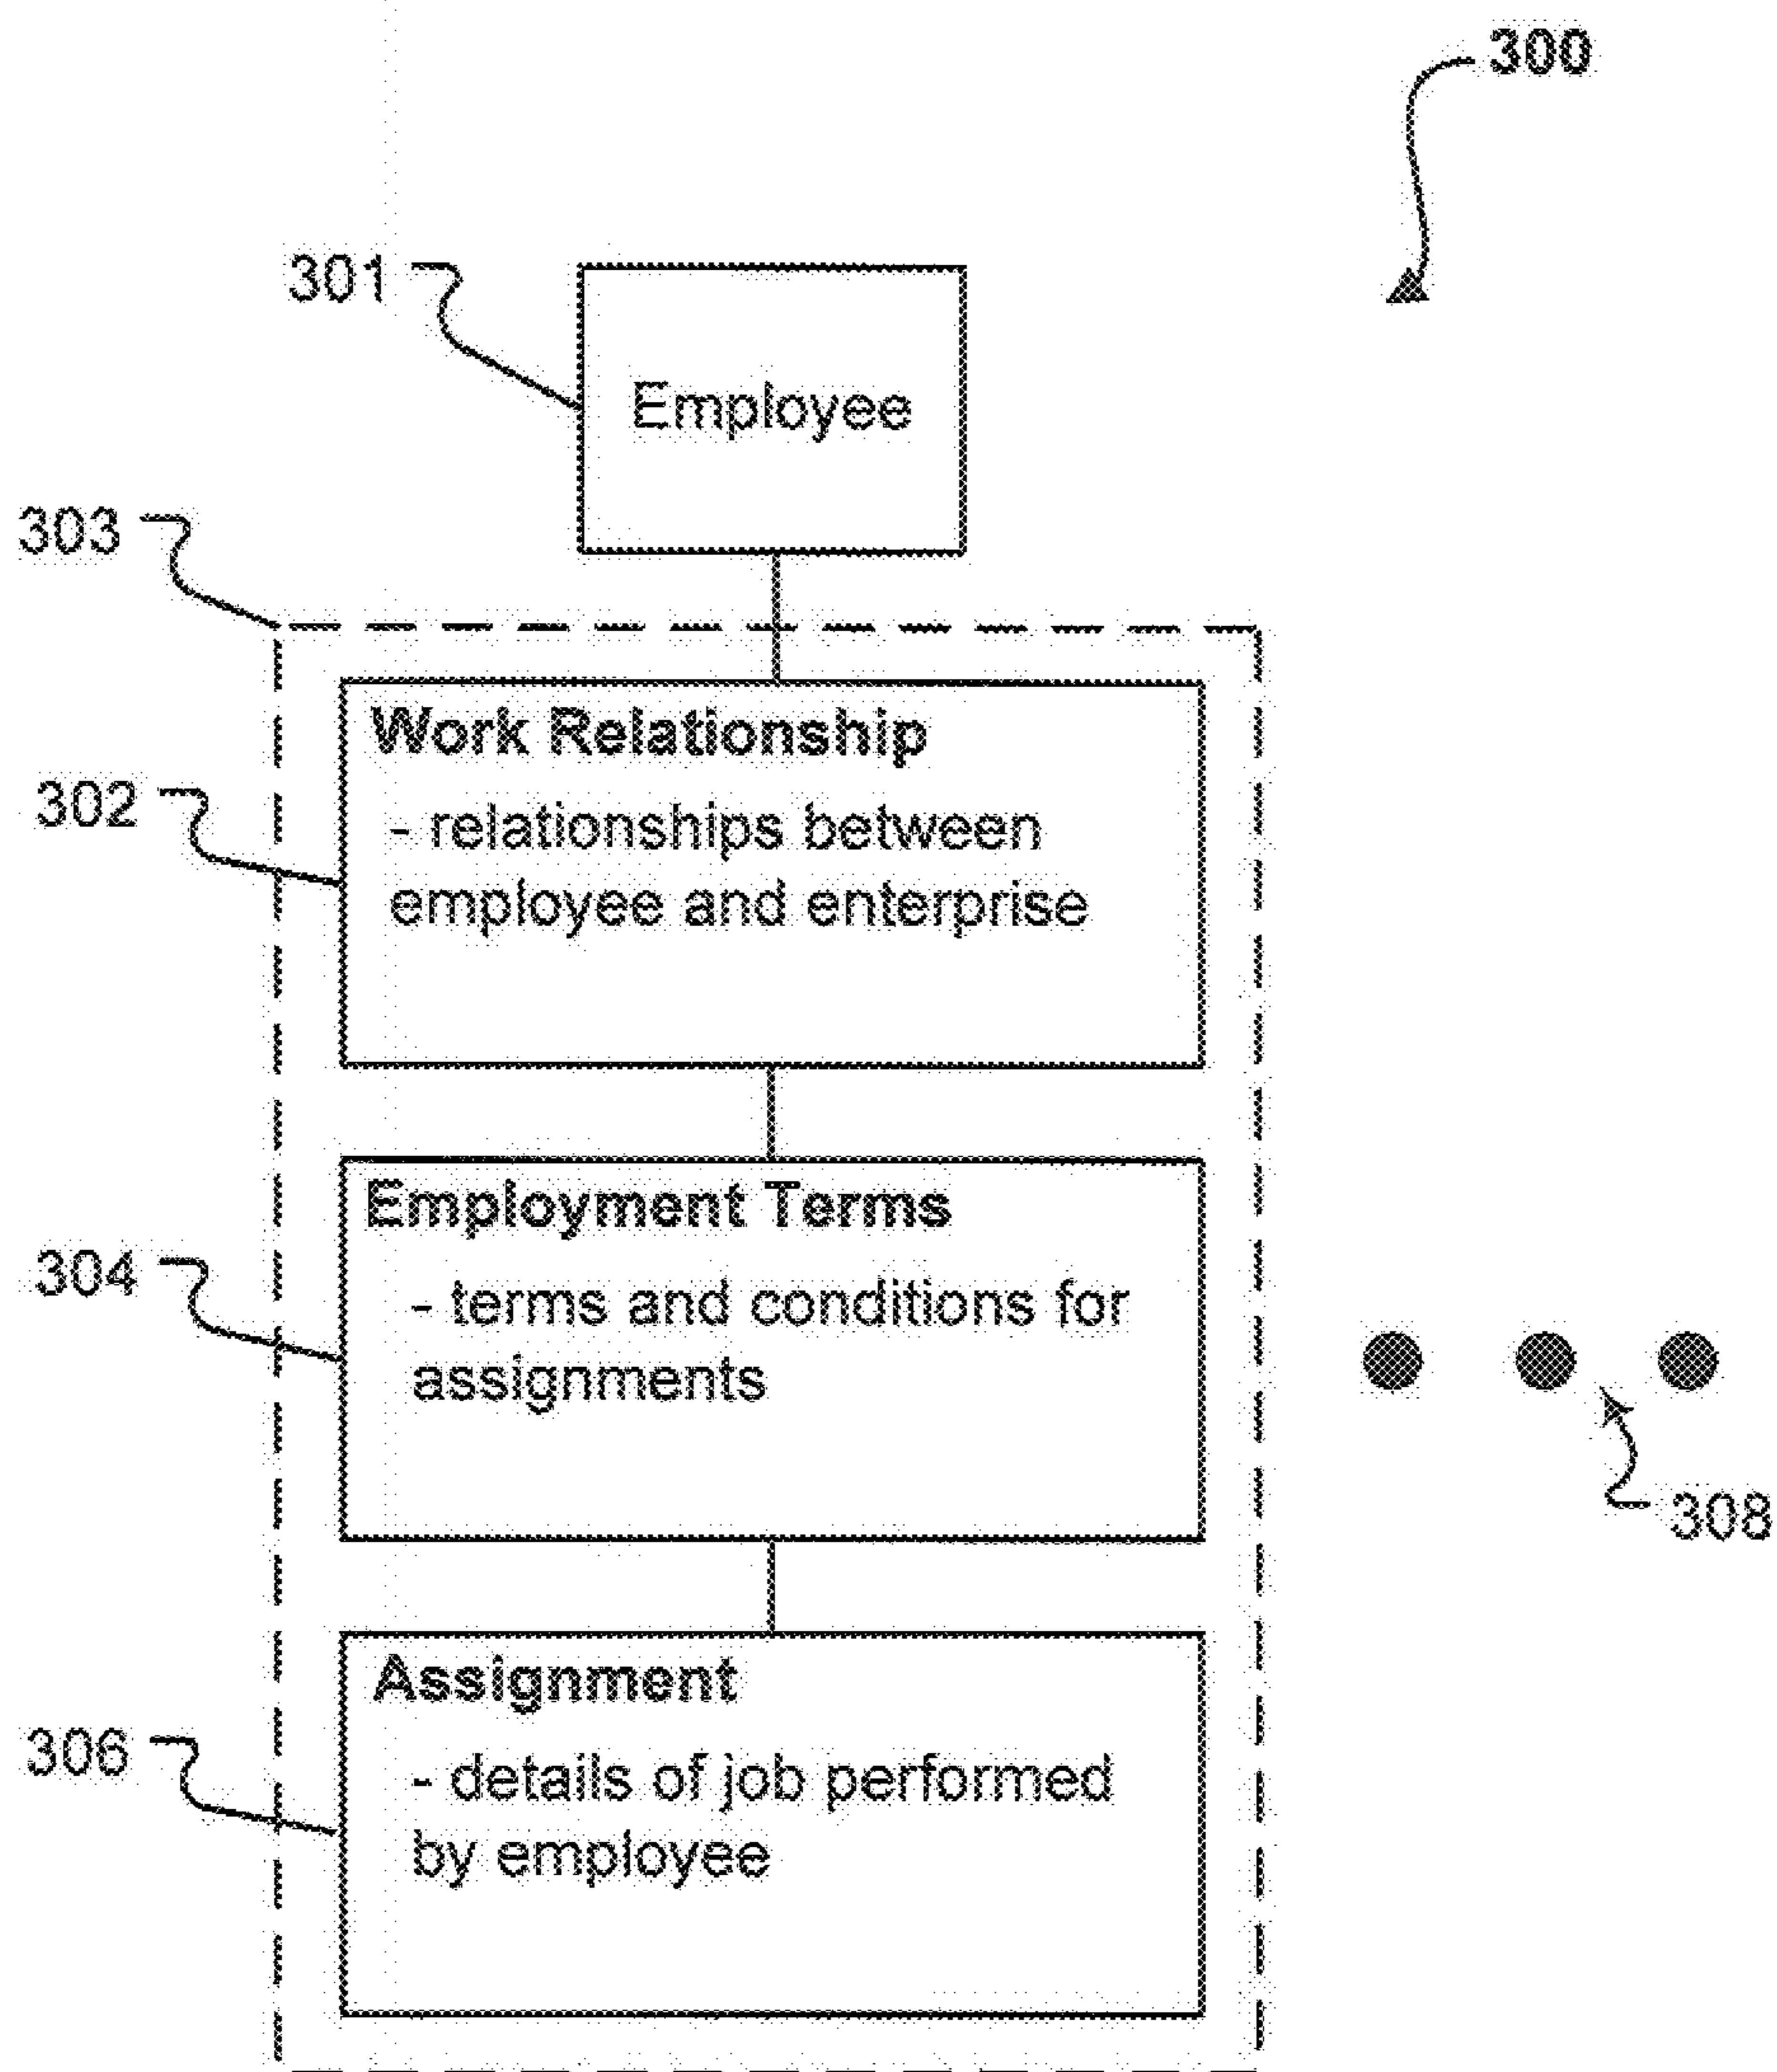 300
301
Employee
303
Work Relationship
302
- relationships between
employee and enterprise
Employment Terms
304
- terms and conditions for
assignments
308
Assignment
306
- details of job performed
by employee